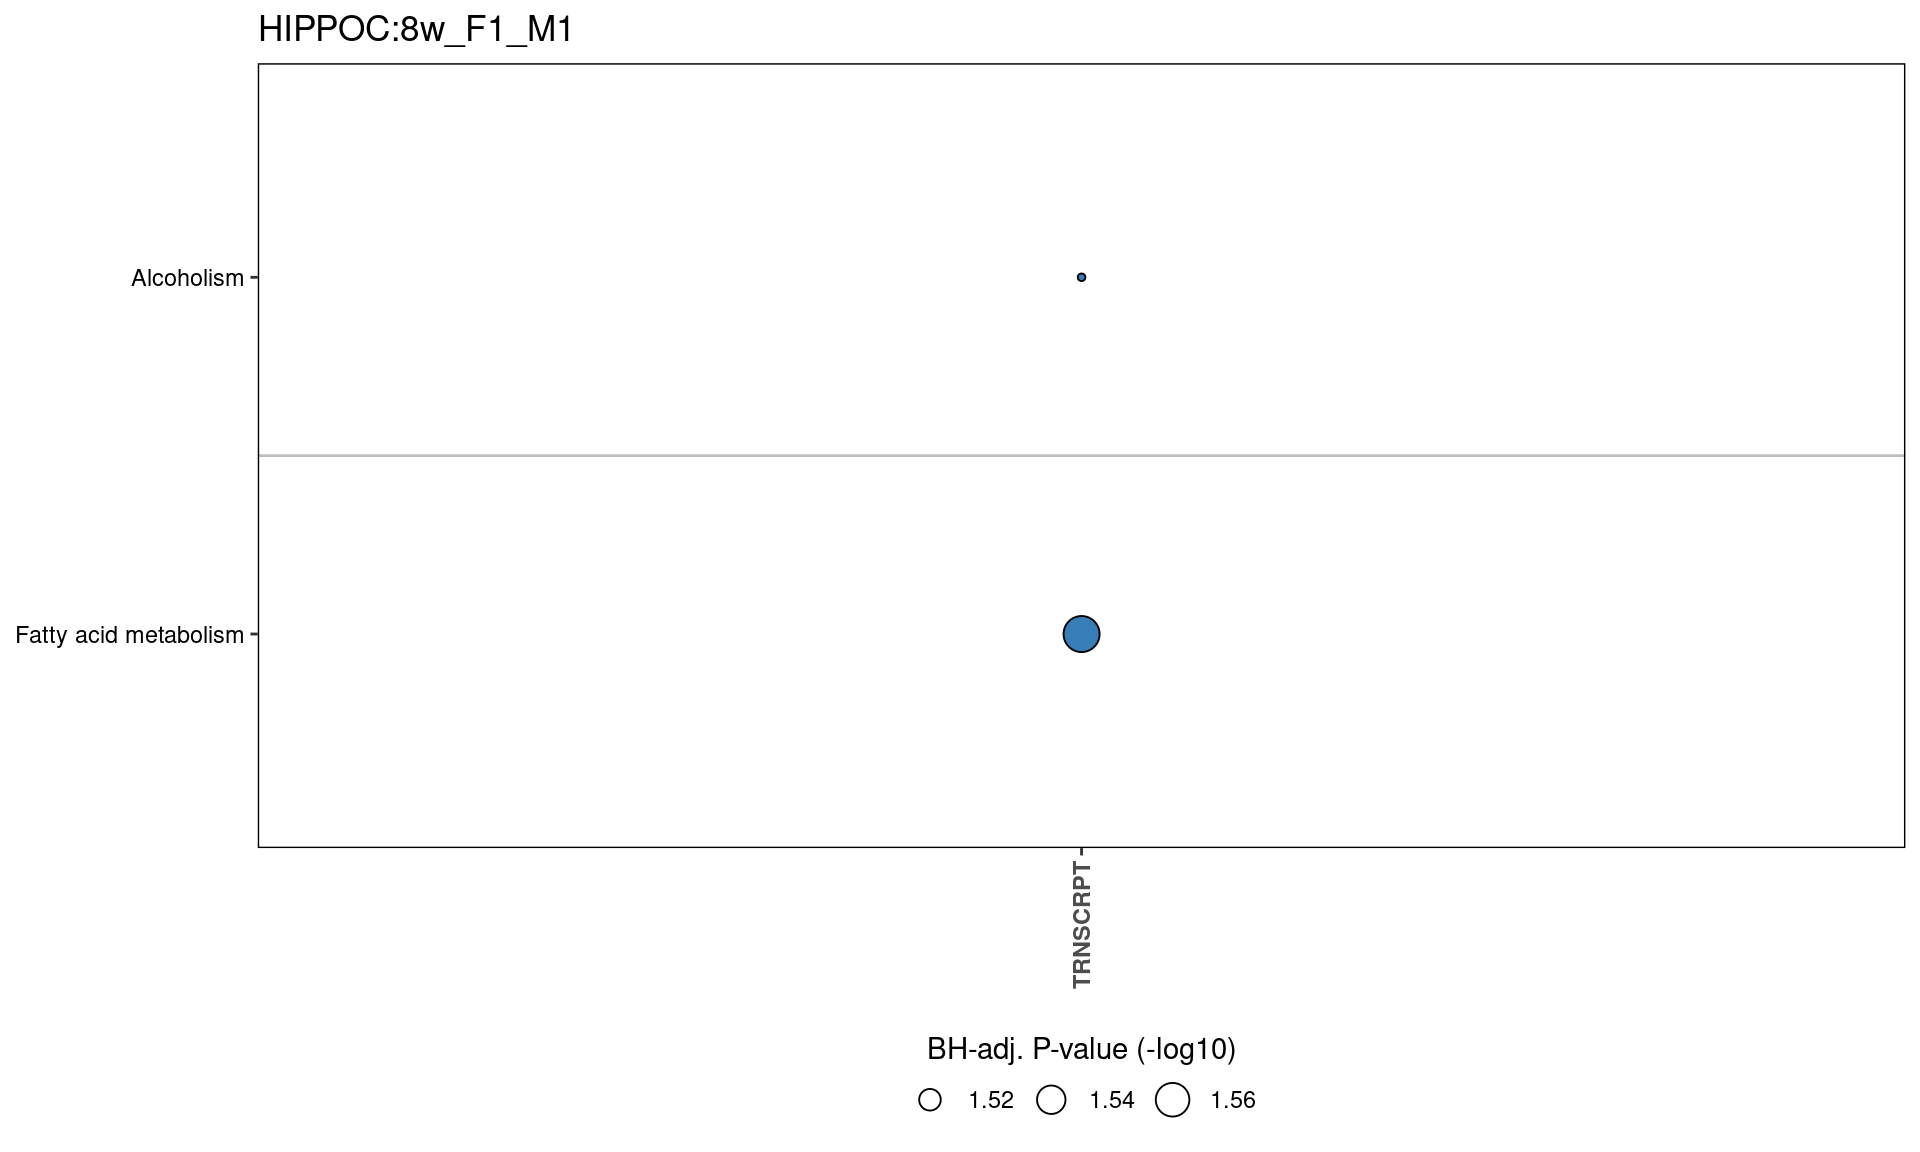 HIPPOC:8w_F1_M1
Alcoholism
Fatty acid metabolism
TRNSCRPT
BH-adj. P-value (-log10)
1.52 1.54 1.56